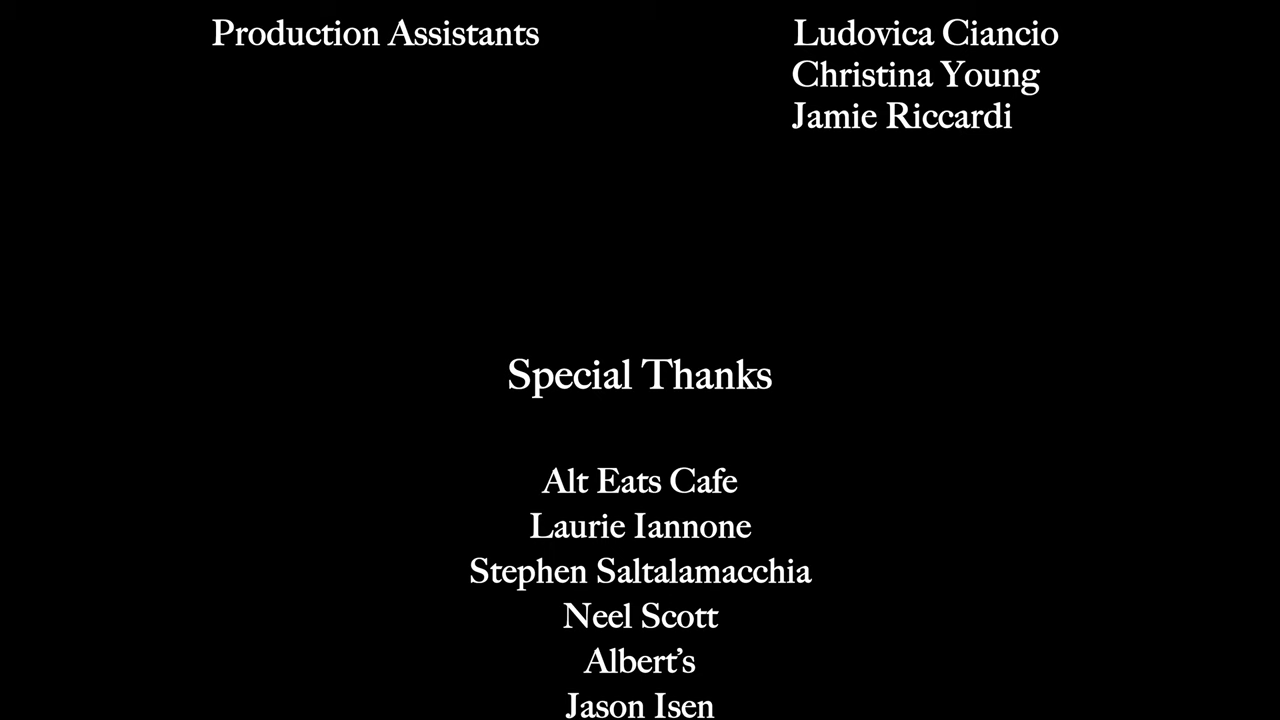 Production Assistants Ludovica Ciancio
Christina Young
Jamie Riccardi
Special Thanks
Alt Eats Cafe
Laurie Iannone
Stephen Saltalamacchia
Neel Scott
Albert's
Jason Isen